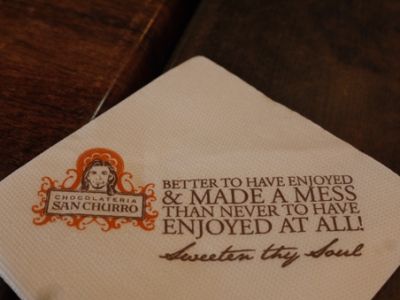 CHOCOLATERIA
SAN CHURRO
BETTER TO HAVE ENJOYED
& MADE A MESS
THAN NEVER TO HAVE
ENJOYED AT ALL!
Sweeten thy Soul